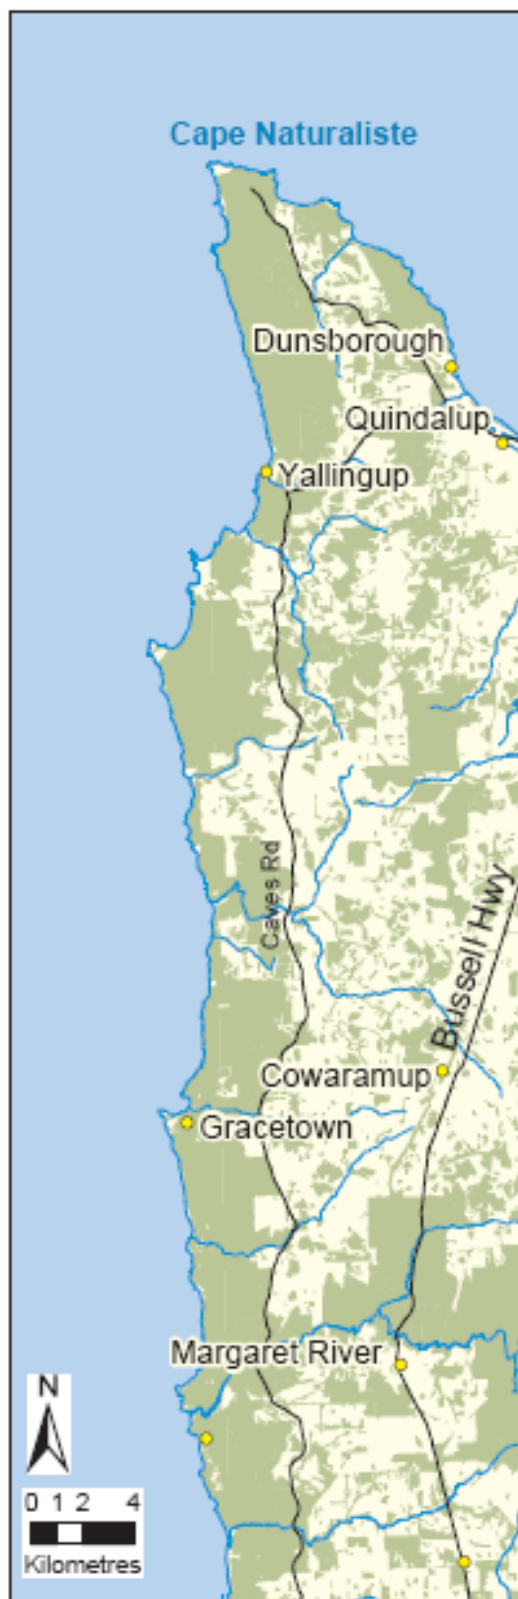 Cape Naturaliste
Dunsborough
Quindalup
Yallingup
Caves Rd
Bussell Hwy
Cowaramup
Gracetown
Margaret River
N
0 1 2 4
Kilometres